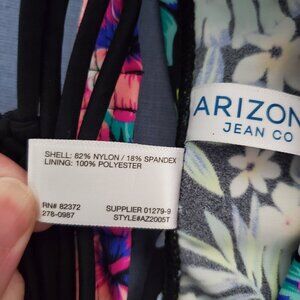 ARIZON
JEAN CO
SHELL: 82% NYLON / 18% SPANDEX
LINING: 100% POLYESTER
RN# 82372 SUPPLIER 01279-9
278-0987 STYLE#AZ2005T